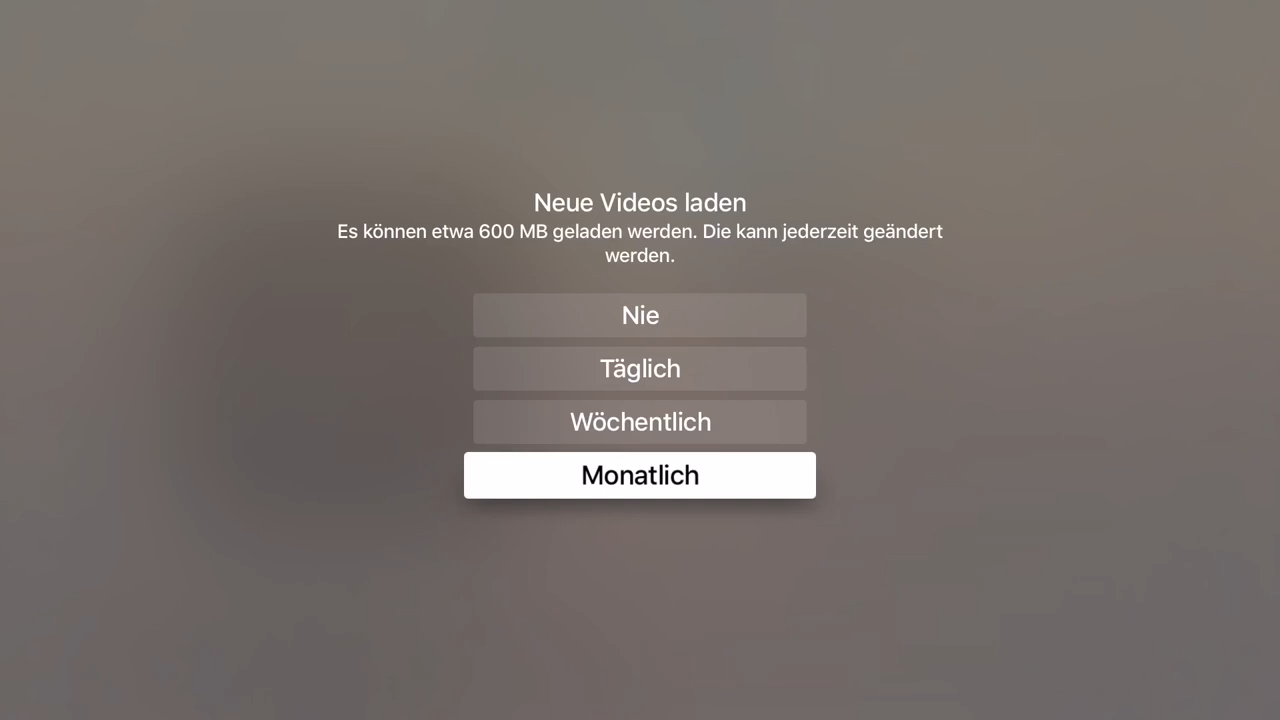 Neue Videos laden
Es können etwa 600 MB geladen werden. Die kann jederzeit geändert
werden.
Nie
Täglich
Wöchentlich
Monatlich